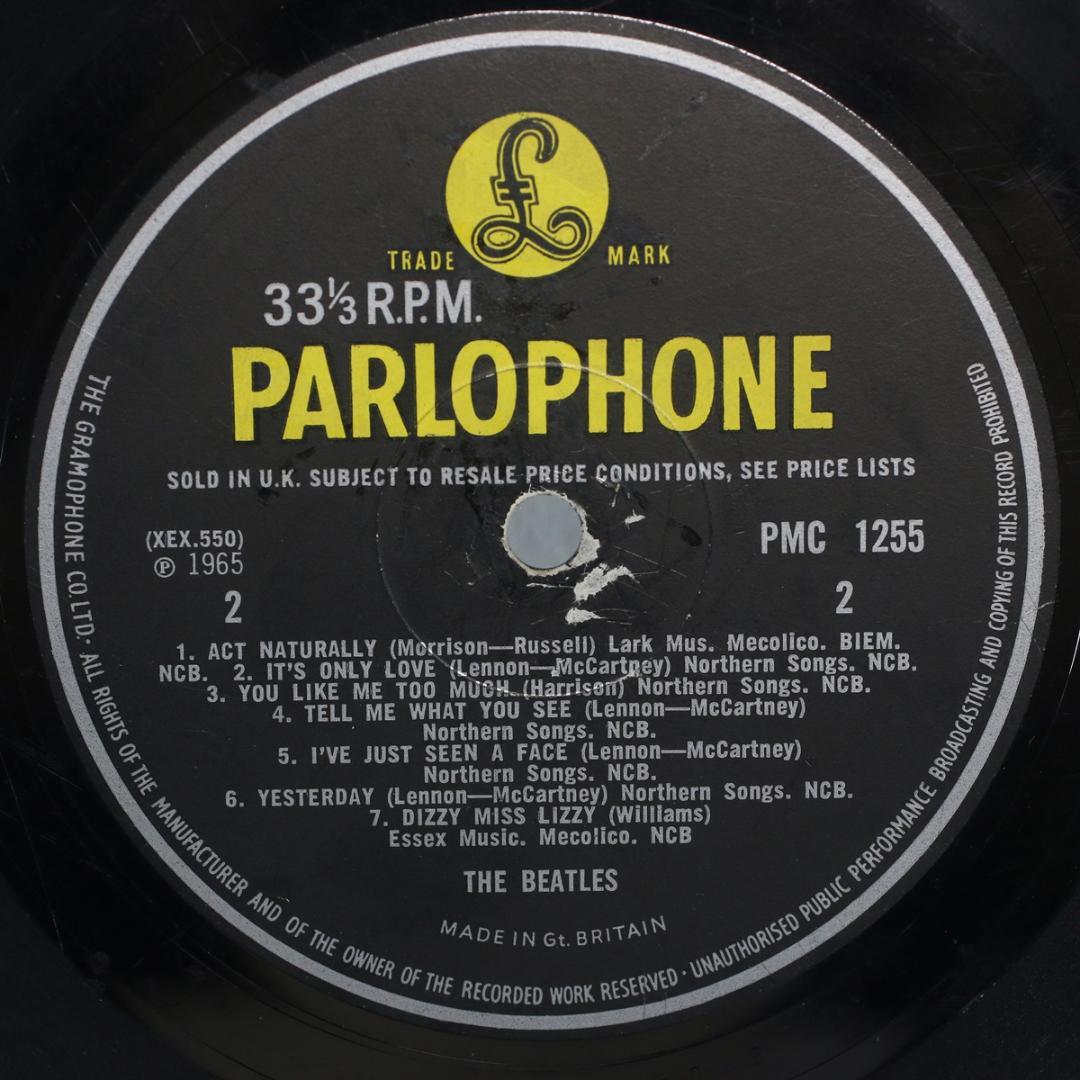 £
TRADE MARK
33⅓ R.P.M.
PARLOPHONE
SOLD IN U.K. SUBJECT TO RESALE PRICE CONDITIONS, SEE PRICE LISTS
(XEX.550)
℗ 1965
2
PMC 1255
2
1. ACT NATURALLY (Morrison—Russell) Lark Mus. Mecolico. BIEM.
NCB. 2. IT'S ONLY LOVE (Lennon—McCartney) Northern Songs. NCB.
3. YOU LIKE ME TOO MUCH (Harrison) Northern Songs. NCB.
4. TELL ME WHAT YOU SEE (Lennon—McCartney)
Northern Songs. NCB.
5. I'VE JUST SEEN A FACE (Lennon—McCartney)
Northern Songs. NCB.
6. YESTERDAY (Lennon—McCartney) Northern Songs. NCB.
7. DIZZY MISS LIZZY (Williams)
Essex Music. Mecolico. NCB
THE BEATLES
MADE IN Gt. BRITAIN
THE GRAMOPHONE CO. LTD. ALL RIGHTS OF THE MANUFACTURER AND OF THE OWNER OF THE RECORDED WORK RESERVED · UNAUTHORISED PUBLIC PERFORMANCE BROADCASTING AND COPYING OF THIS RECORD PROHIBITED